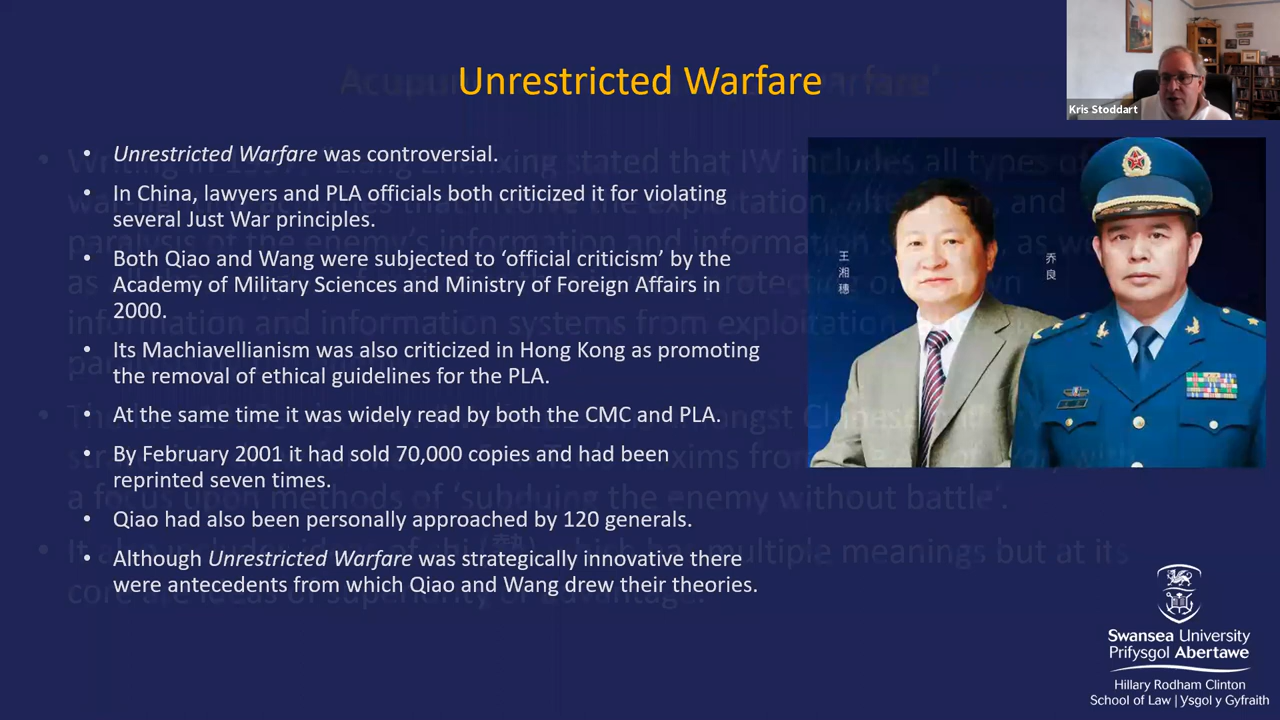 Unrestricted Warfare
Kris Stoddart
• Unrestricted Warfare was controversial.
• In China, lawyers and PLA officials both criticized it for violating
several Just War principles.
• Both Qiao and Wang were subjected to ‘official criticism’ by the
Academy of Military Sciences and Ministry of Foreign Affairs in
2000.
• Its Machiavellianism was also criticized in Hong Kong as promoting
the removal of ethical guidelines for the PLA.
• At the same time it was widely read by both the CMC and PLA.
• By February 2001 it had sold 70,000 copies and had been
reprinted seven times.
• Qiao had also been personally approached by 120 generals.
• Although Unrestricted Warfare was strategically innovative there
were antecedents from which Qiao and Wang drew their theories.
王湘穗
乔良
Swansea University
Prifysgol Abertawe
Hillary Rodham Clinton
School of Law | Ysgol y Gyfraith